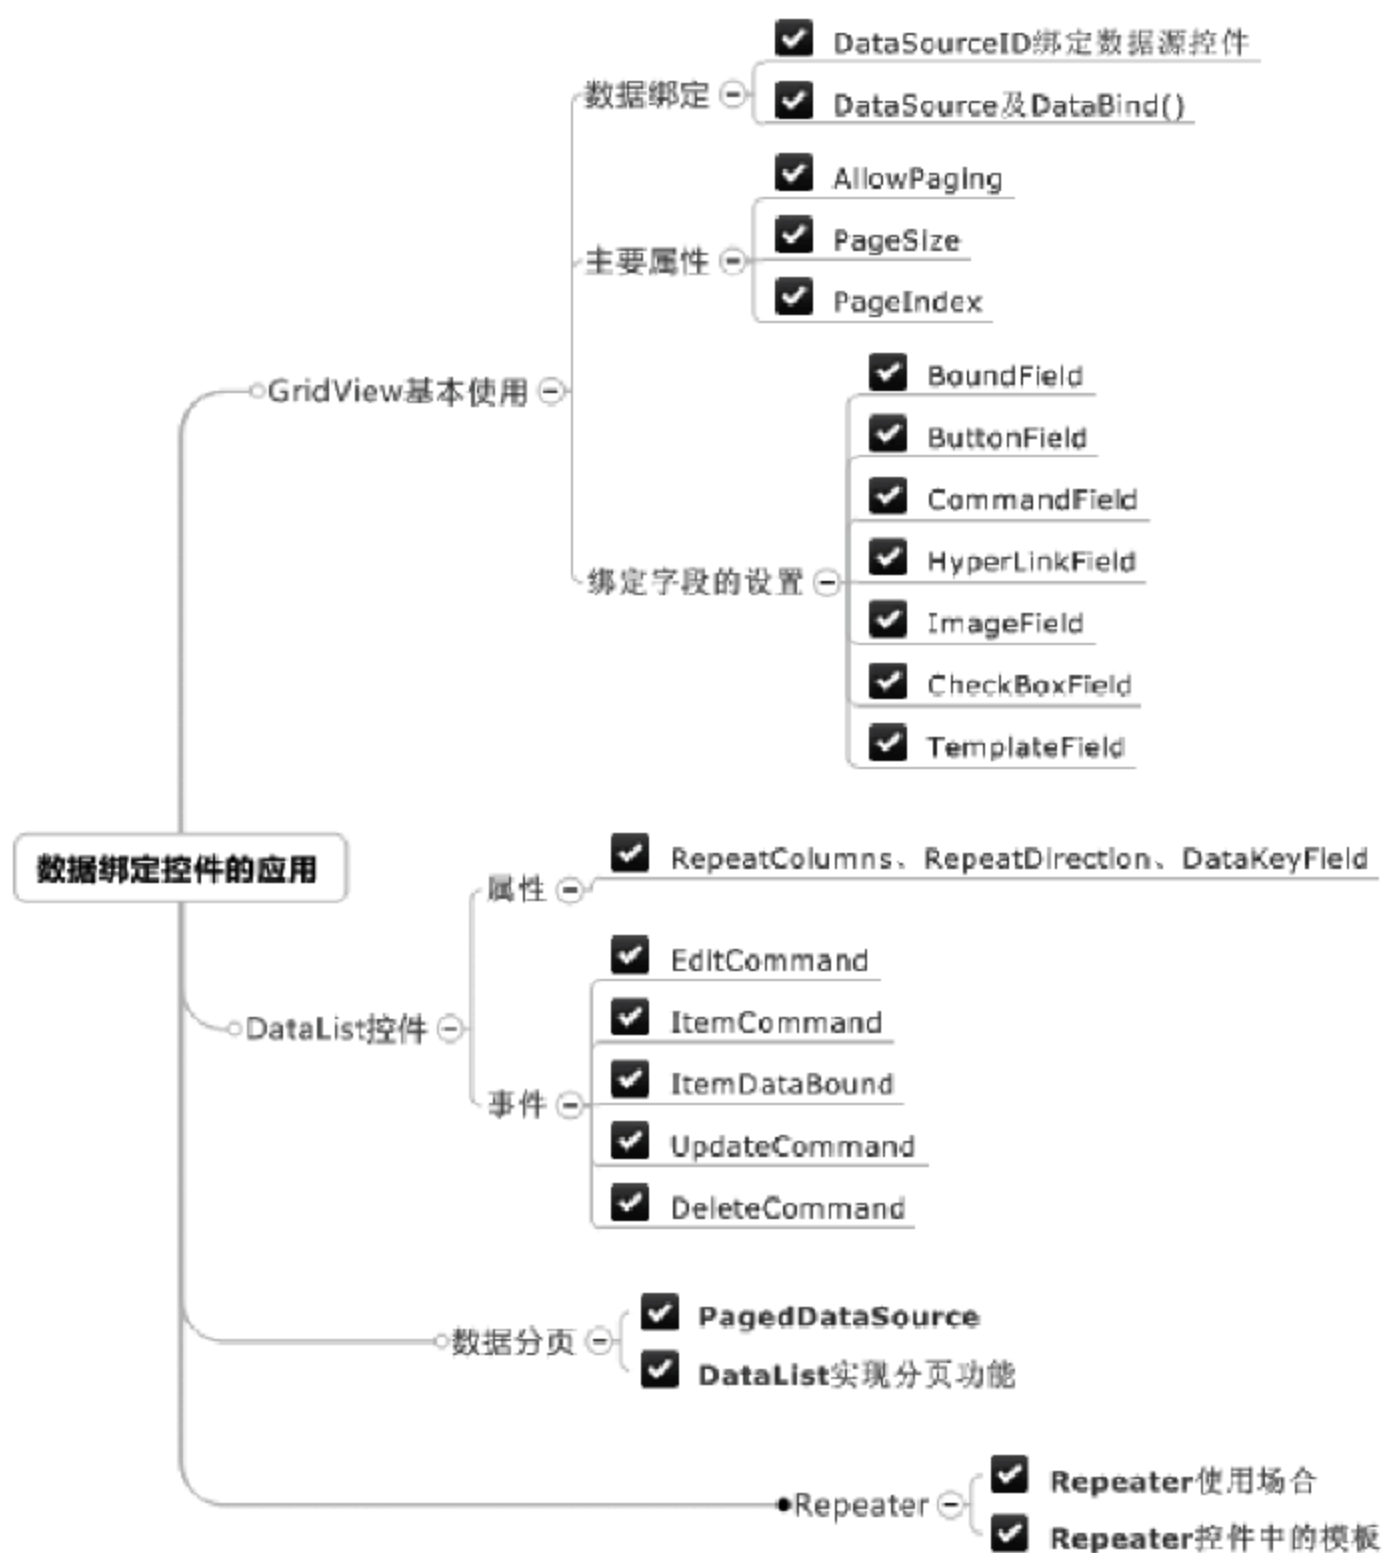 DataSourceID绑定数据源控件
数据绑定
DataSource及DataBind()
AllowPaging
PageSize
主要属性
PageIndex
BoundField
GridView基本使用
ButtonField
CommandField
HyperLinkField
绑定字段的设置
ImageField
CheckBoxField
TemplateField
数据绑定控件的应用
RepeatColumns、RepeatDirection、DataKeyField
属性
EditCommand
ItemCommand
DataList控件
ItemDataBound
事件
UpdateCommand
DeleteCommand
PagedDataSource
数据分页
DataList实现分页功能
Repeater使用场合
Repeater
Repeater控件中的模板